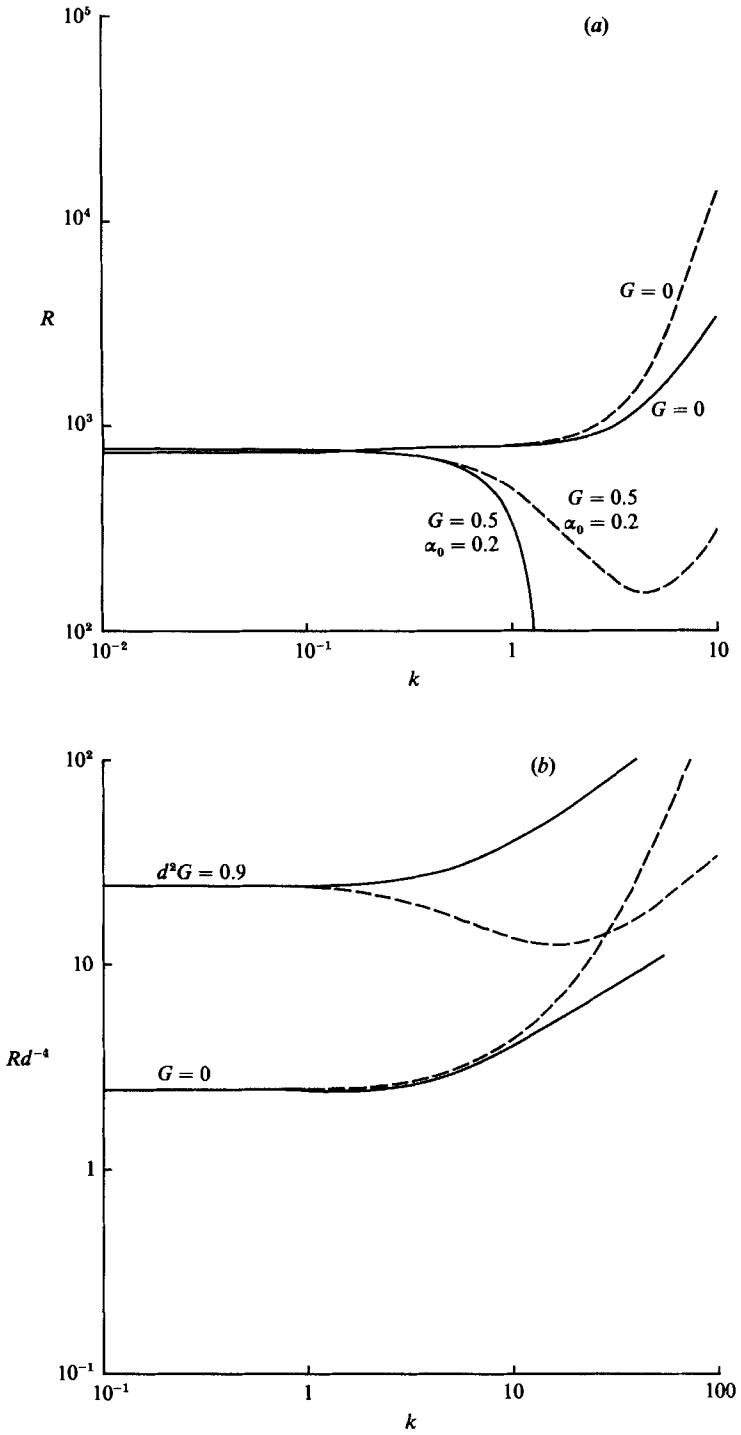 (a)
10⁵
10⁴
R
10³
10²
G = 0
G = 0
G = 0.5
α₀ = 0.2
G = 0.5
α₀ = 0.2
10⁻²
10⁻¹
1
10
k
(b)
10²
d²G = 0.9
10
Rd⁻⁴
G = 0
1
10⁻¹
10⁻¹
1
10
100
k